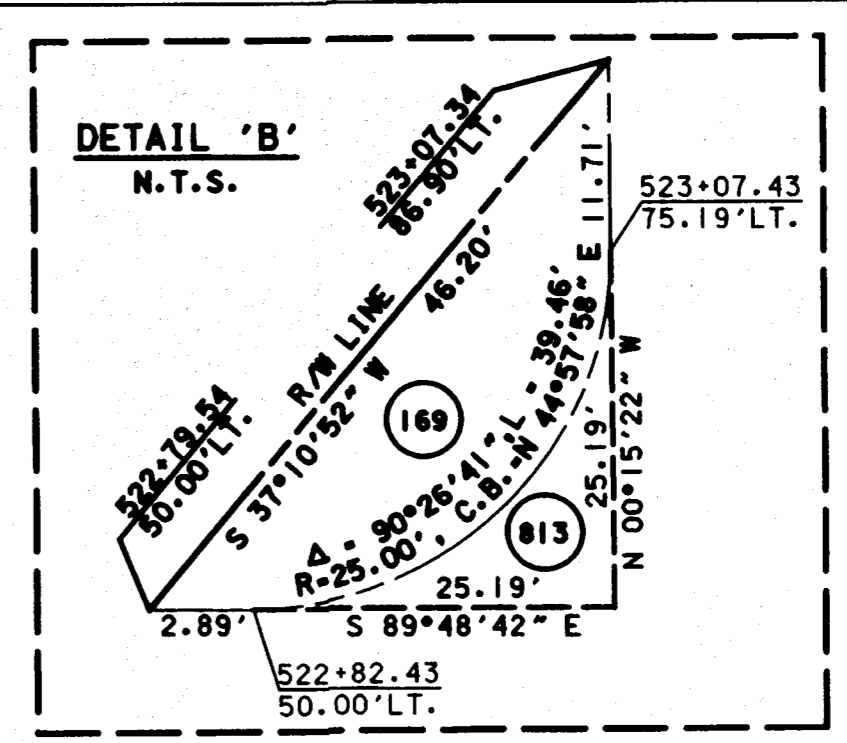 DETAIL 'B'
N.T.S.
523+07.34
86.90'LT.
523+07.43
75.19'LT.
11.71'
46.20'
R/W LINE
S 37°10'52" W
522+79.54
50.00'LT.
169
Δ = 90°26'41", L = 39.46'
R=25.00', C.B.=N 44°57'58" E
25.19'
N 00°15'22" W
813
25.19'
2.89'
S 89°48'42" E
522+82.43
50.00'LT.